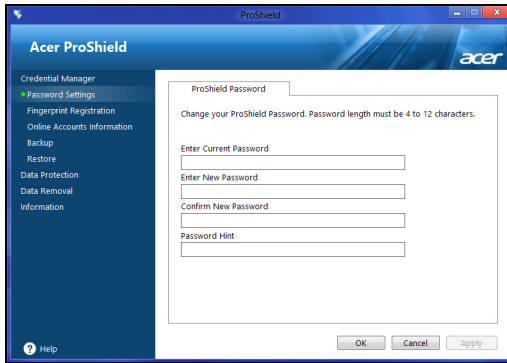 ProShield
Acer ProShield
acer
Credential Manager
Password Settings
Fingerprint Registration
Online Accounts Information
Backup
Restore
Data Protection
Data Removal
Information
Help
ProShield Password
Change your ProShield Password. Password length must be 4 to 12 characters.
Enter Current Password
Enter New Password
Confirm New Password
Password Hint
OK
Cancel
Apply